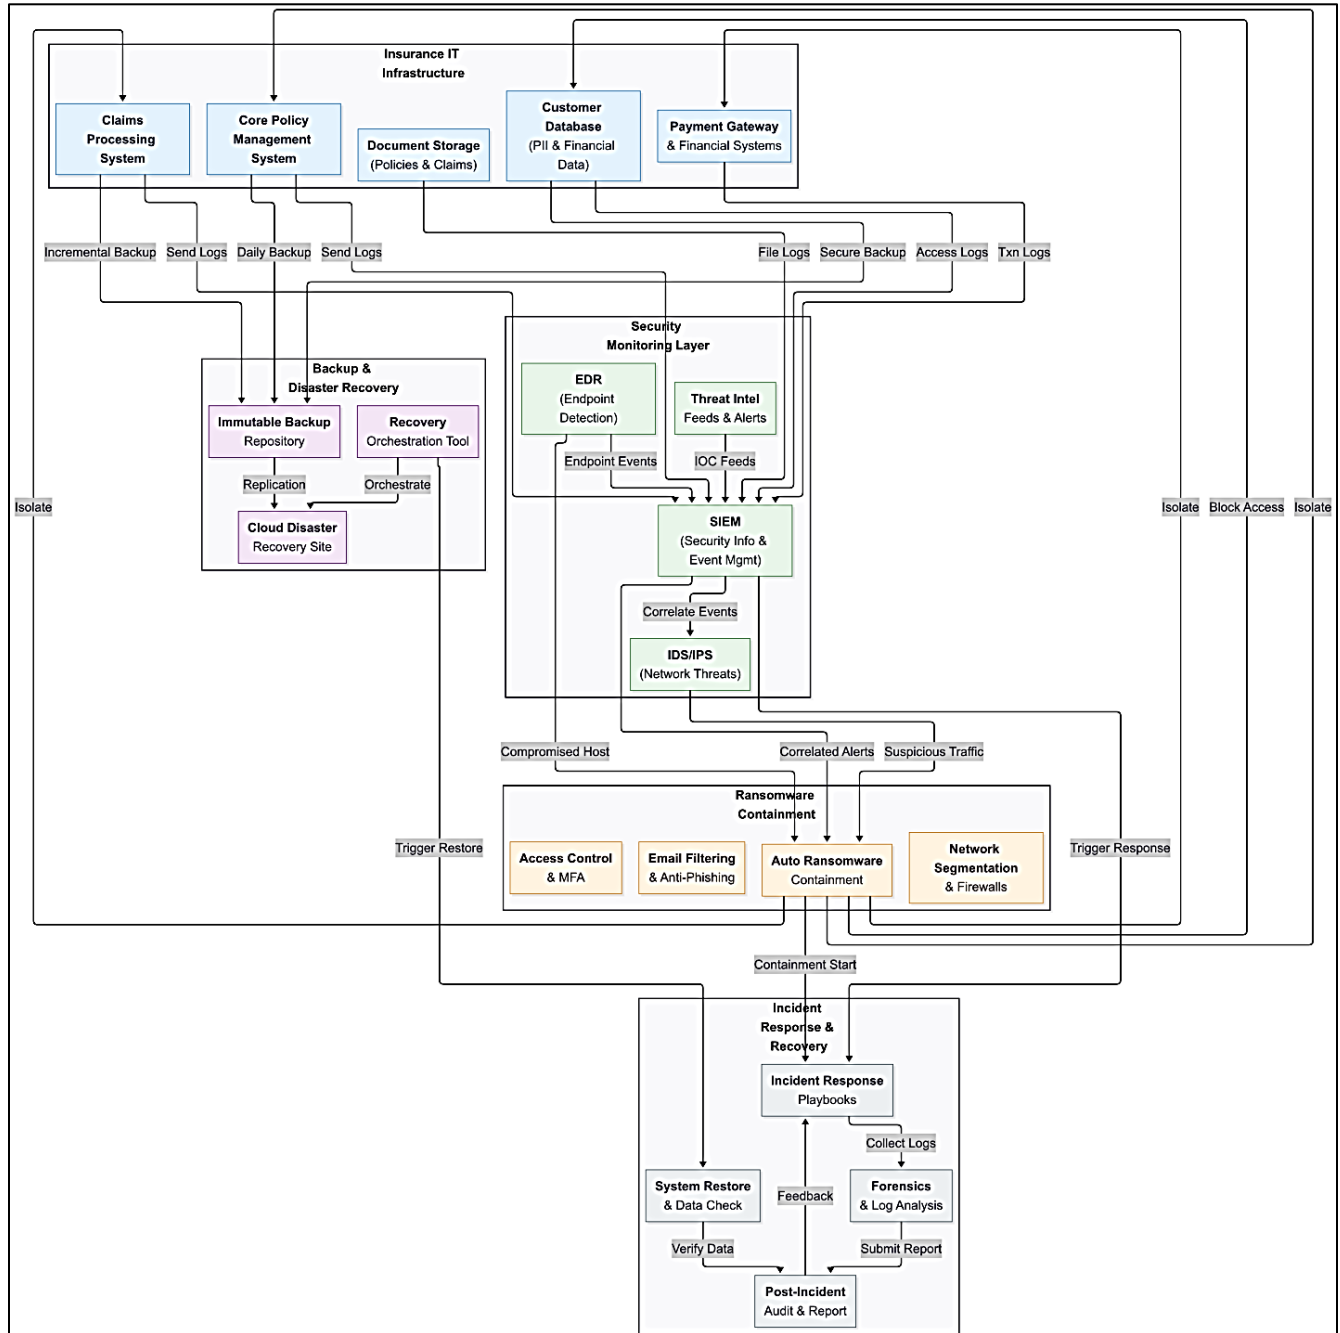 Insurance IT
Infrastructure
Claims
Processing
System
Core Policy
Management
System
Document Storage
(Policies & Claims)
Customer
Database
(PII & Financial
Data)
Payment Gateway
& Financial Systems
Incremental Backup
Send Logs
Daily Backup
Send Logs
File Logs
Secure Backup
Access Logs
Txn Logs
Security
Monitoring Layer
Backup &
Disaster Recovery
EDR
(Endpoint
Detection)
Threat Intel
Feeds & Alerts
Immutable Backup
Repository
Recovery
Orchestration Tool
Endpoint Events
IOC Feeds
Replication
Orchestrate
Isolate
Isolate
Block Access
Isolate
Cloud Disaster
Recovery Site
SIEM
(Security Info &
Event Mgmt)
Correlate Events
IDS/IPS
(Network Threats)
Compromised Host
Correlated Alerts
Suspicious Traffic
Ransomware
Containment
Trigger Restore
Access Control
& MFA
Email Filtering
& Anti-Phishing
Auto Ransomware
Containment
Network
Segmentation
& Firewalls
Trigger Response
Containment Start
Incident
Response &
Recovery
Incident Response
Playbooks
Collect Logs
System Restore
& Data Check
Feedback
Forensics
& Log Analysis
Verify Data
Submit Report
Post-Incident
Audit & Report